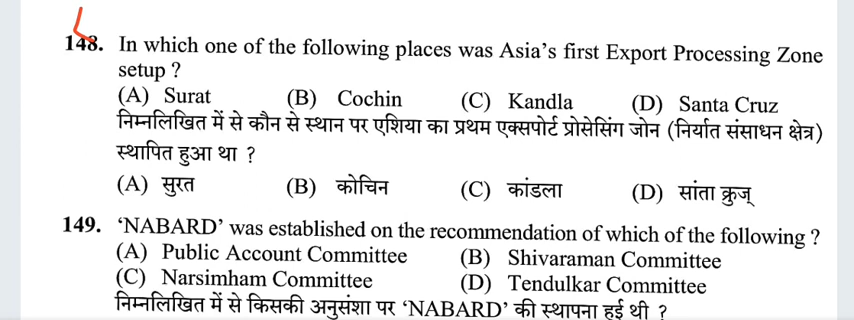 148. In which one of the following places was Asia's first Export Processing Zone
setup ?
(A) Surat (B) Cochin (C) Kandla (D) Santa Cruz
निम्नलिखित में से कौन से स्थान पर एशिया का प्रथम एक्सपोर्ट प्रोसेसिंग जोन (निर्यात संसाधन क्षेत्र)
स्थापित हुआ था ?
(A) सुरत (B) कोचिन (C) कांडला (D) सांता क्रुज्
149. 'NABARD' was established on the recommendation of which of the following ?
(A) Public Account Committee (B) Shivaraman Committee
(C) Narsimham Committee (D) Tendulkar Committee
निम्नलिखित में से किसकी अनुसंशा पर 'NABARD' की स्थापना हुई थी ?